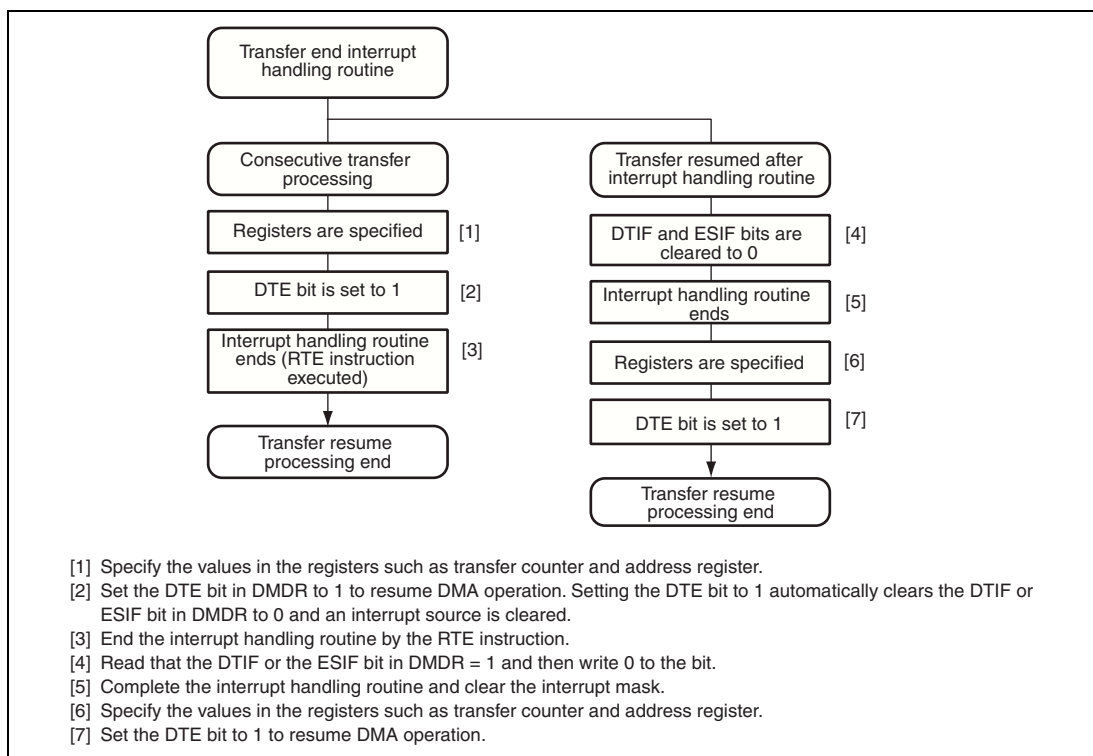 Transfer end interrupt
handling routine
Consecutive transfer
processing
Registers are specified [1]
DTE bit is set to 1 [2]
Interrupt handling routine
ends (RTE instruction
executed) [3]
Transfer resume
processing end
Transfer resumed after
interrupt handling routine
DTIF and ESIF bits are
cleared to 0 [4]
Interrupt handling routine
ends [5]
Registers are specified [6]
DTE bit is set to 1 [7]
Transfer resume
processing end
[1] Specify the values in the registers such as transfer counter and address register.
[2] Set the DTE bit in DMDR to 1 to resume DMA operation. Setting the DTE bit to 1 automatically clears the DTIF or
ESIF bit in DMDR to 0 and an interrupt source is cleared.
[3] End the interrupt handling routine by the RTE instruction.
[4] Read that the DTIF or the ESIF bit in DMDR = 1 and then write 0 to the bit.
[5] Complete the interrupt handling routine and clear the interrupt mask.
[6] Specify the values in the registers such as transfer counter and address register.
[7] Set the DTE bit to 1 to resume DMA operation.